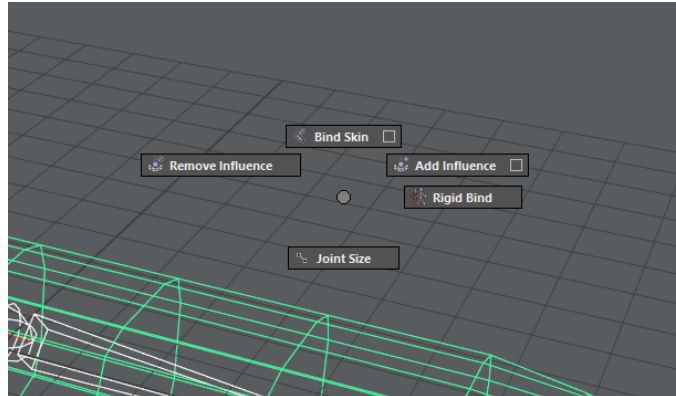 Bind Skin
Remove Influence
Add Influence
Rigid Bind
Joint Size